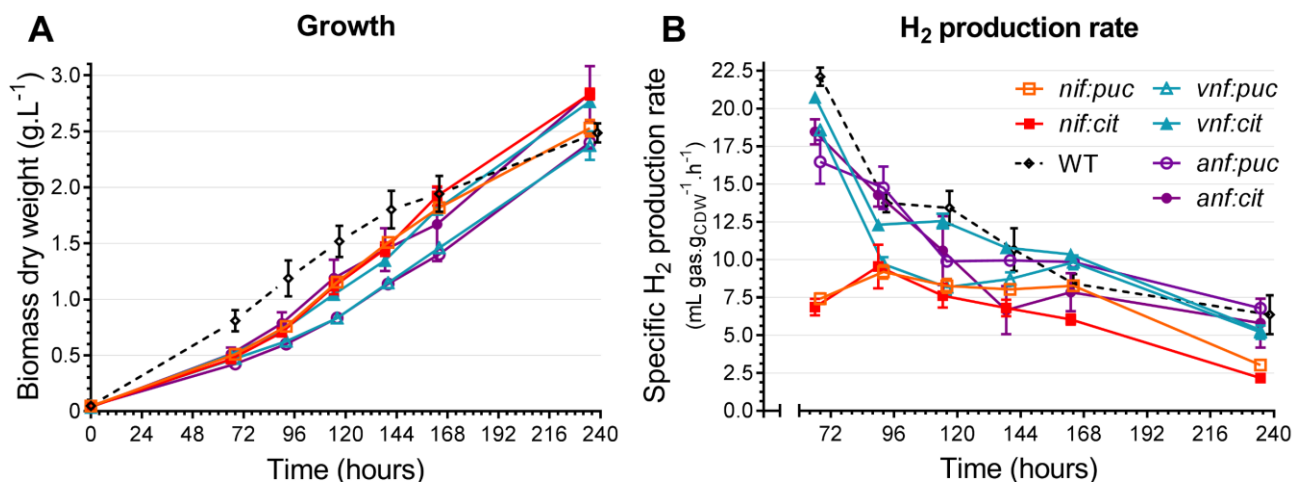 A
Growth
Biomass dry weight (g.L⁻¹)
3.0
2.5
2.0
1.5
1.0
0.5
0
0 24 48 72 96 120 144 168 192 216 240
Time (hours)
B
H₂ production rate
Specific H₂ production rate
(mL gas.g_CDW⁻¹.h⁻¹)
22.5
20.0
17.5
15.0
12.5
10.0
7.5
5.0
2.5
0.0
nif:puc
nif:cit
WT
vnf:puc
vnf:cit
anf:puc
anf:cit
72 96 120 144 168 192 216 240
Time (hours)